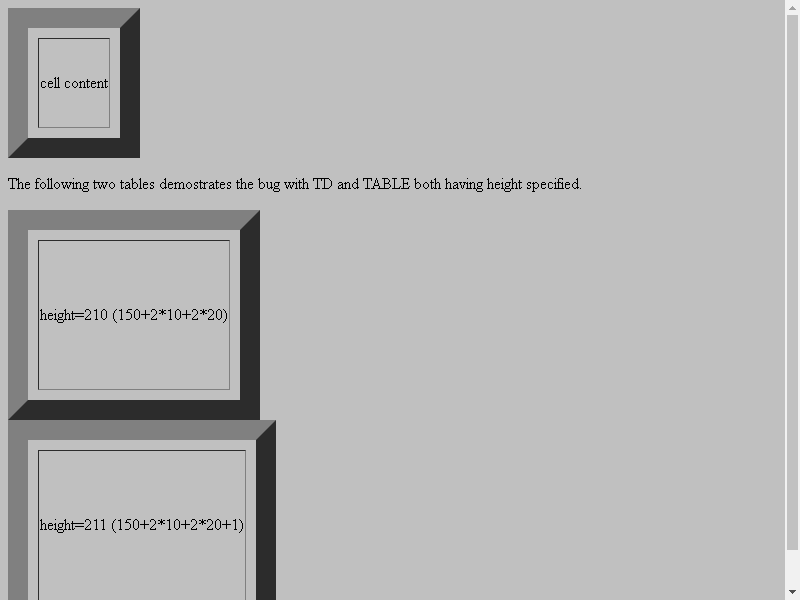 cell content
The following two tables demostrates the bug with TD and TABLE both having height specified.
height=210 (150+2*10+2*20)
height=211 (150+2*10+2*20+1)